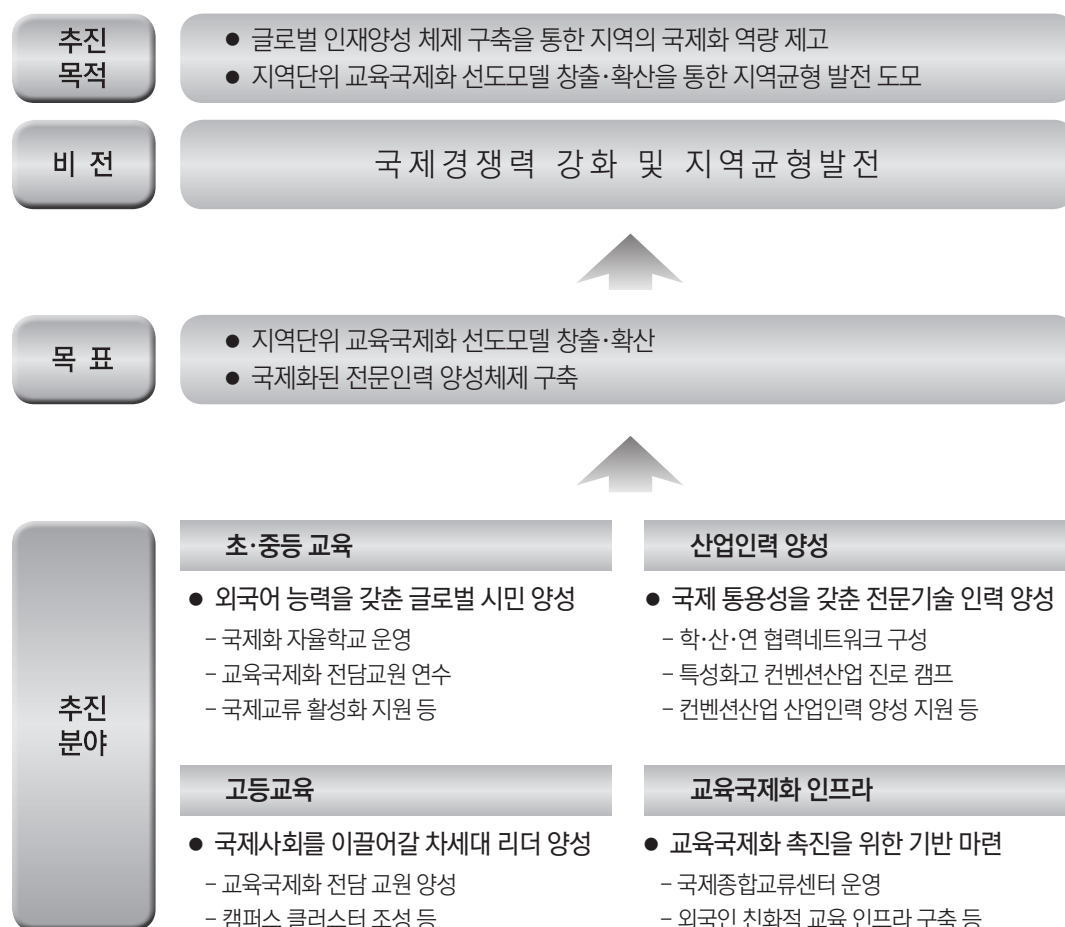 추진
목적
● 글로벌 인재양성 체제 구축을 통한 지역의 국제화 역량 제고
● 지역단위 교육국제화 선도모델 창출·확산을 통한 지역균형 발전 도모
비 전
국제경쟁력 강화 및 지역균형발전
목 표
● 지역단위 교육국제화 선도모델 창출·확산
● 국제화된 전문인력 양성체제 구축
추진
분야
초·중등 교육
● 외국어 능력을 갖춘 글로벌 시민 양성
– 국제화 자율학교 운영
– 교육국제화 전담교원 연수
– 국제교류 활성화 지원 등
산업인력 양성
● 국제 통용성을 갖춘 전문기술 인력 양성
– 학·산·연 협력네트워크 구성
– 특성화고 컨벤션산업 진로 캠프
– 컨벤션산업 산업인력 양성 지원 등
고등교육
● 국제사회를 이끌어갈 차세대 리더 양성
– 교육국제화 전담 교원 양성
– 캠퍼스 클러스터 조성 등
교육국제화 인프라
● 교육국제화 촉진을 위한 기반 마련
– 국제종합교류센터 운영
– 외국인 친화적 교육 인프라 구축 등